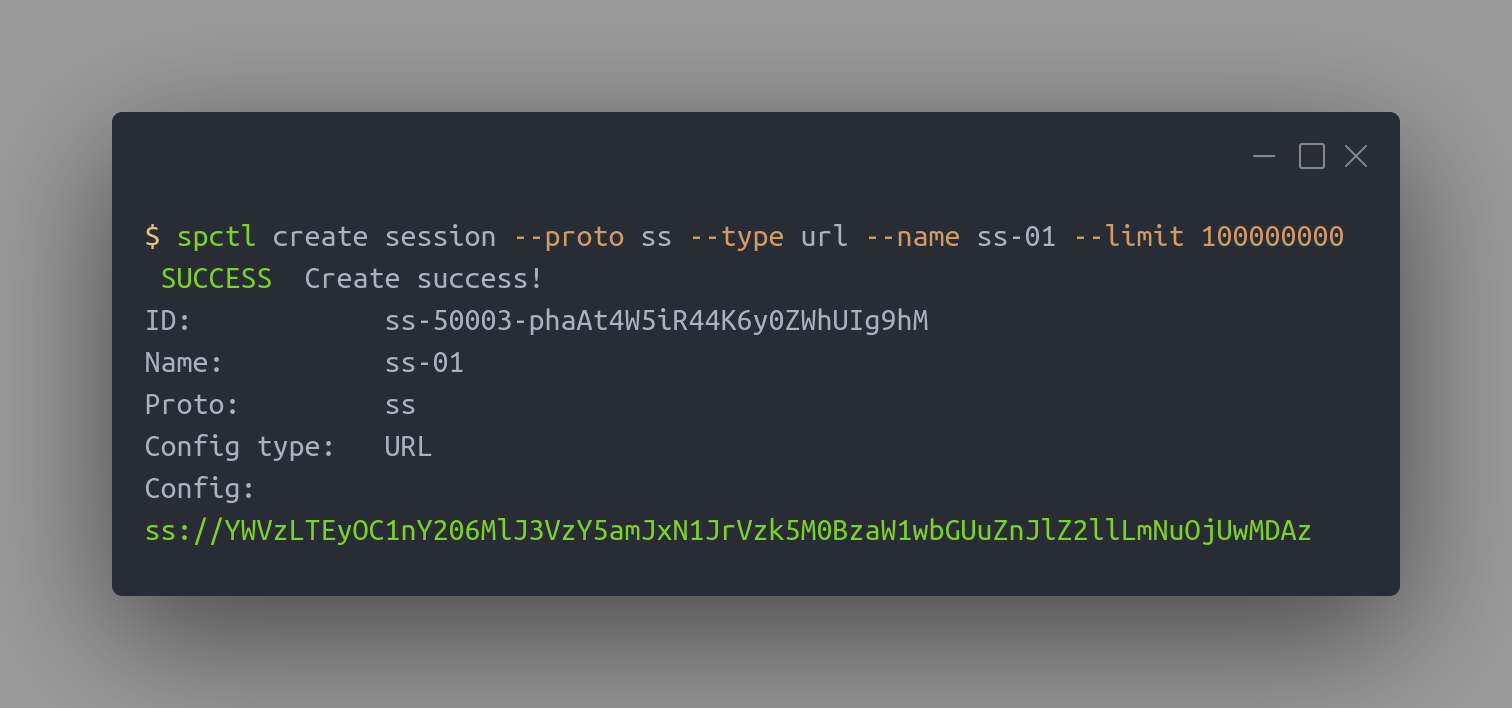 $ spctl create session --proto ss --type url --name ss-01 --limit 100000000
SUCCESS  Create success!
ID:            ss-50003-phaAt4W5iR44K6y0ZWhUIg9hM
Name:          ss-01
Proto:         ss
Config type:   URL
Config:
ss://YWVzLTEyOC1nY206MlJ3VzY5amJxN1JrVzk5M0BzaW1wbGUuZnJlZ2llLmNuOjUwMDAz